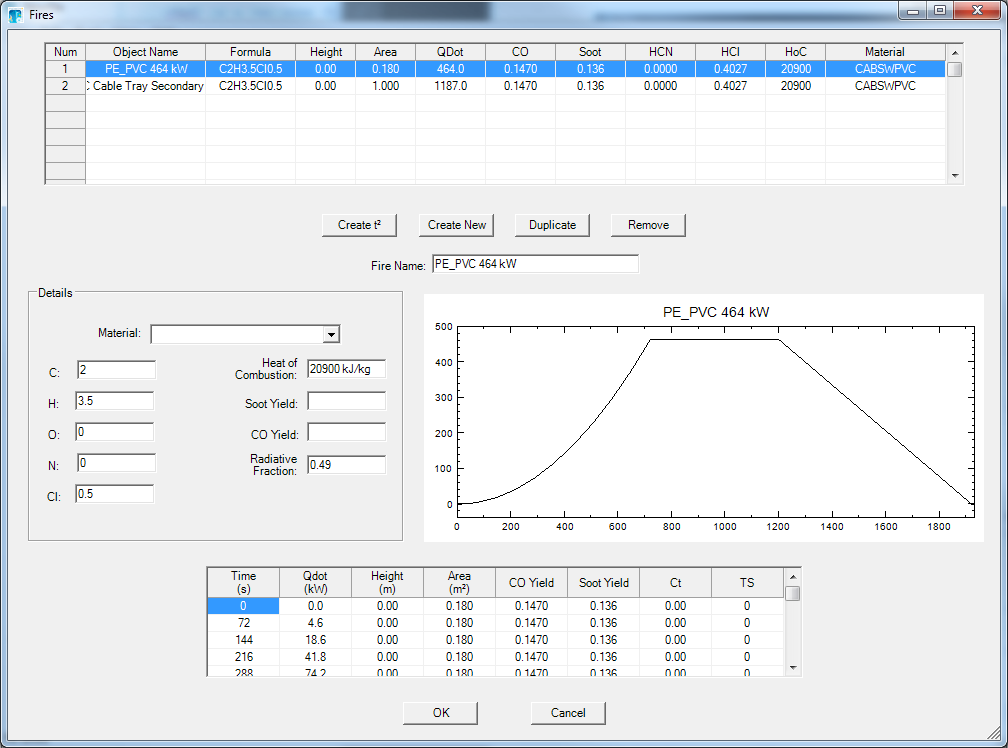 Fires
Num Object Name Formula Height Area QDot CO Soot HCN HCl HoC Material
1 PE_PVC 464 kW C2H3.5Cl0.5 0.00 0.180 464.0 0.1470 0.136 0.0000 0.4027 20900 CABSWPVC
2 C Cable Tray Secondary C2H3.5Cl0.5 0.00 1.000 1187.0 0.1470 0.136 0.0000 0.4027 20900 CABSWPVC
Create t² Create New Duplicate Remove
Fire Name: PE_PVC 464 kW
Details
Material:
C: 2
Heat of
Combustion: 20900 kJ/kg
H: 3.5
Soot Yield:
O: 0
CO Yield:
N: 0
Radiative
Fraction: 0.49
Cl: 0.5
PE_PVC 464 kW
500
400
300
200
100
0
0 200 400 600 800 1000 1200 1400 1600 1800
Time
(s)
Qdot
(kW)
Height
(m)
Area
(m²)
CO Yield Soot Yield Ct TS
0 0.0 0.00 0.180 0.1470 0.136 0.00 0
72 4.6 0.00 0.180 0.1470 0.136 0.00 0
144 18.6 0.00 0.180 0.1470 0.136 0.00 0
216 41.8 0.00 0.180 0.1470 0.136 0.00 0
288 74.2 0.00 0.180 0.1470 0.136 0.00 0
OK Cancel